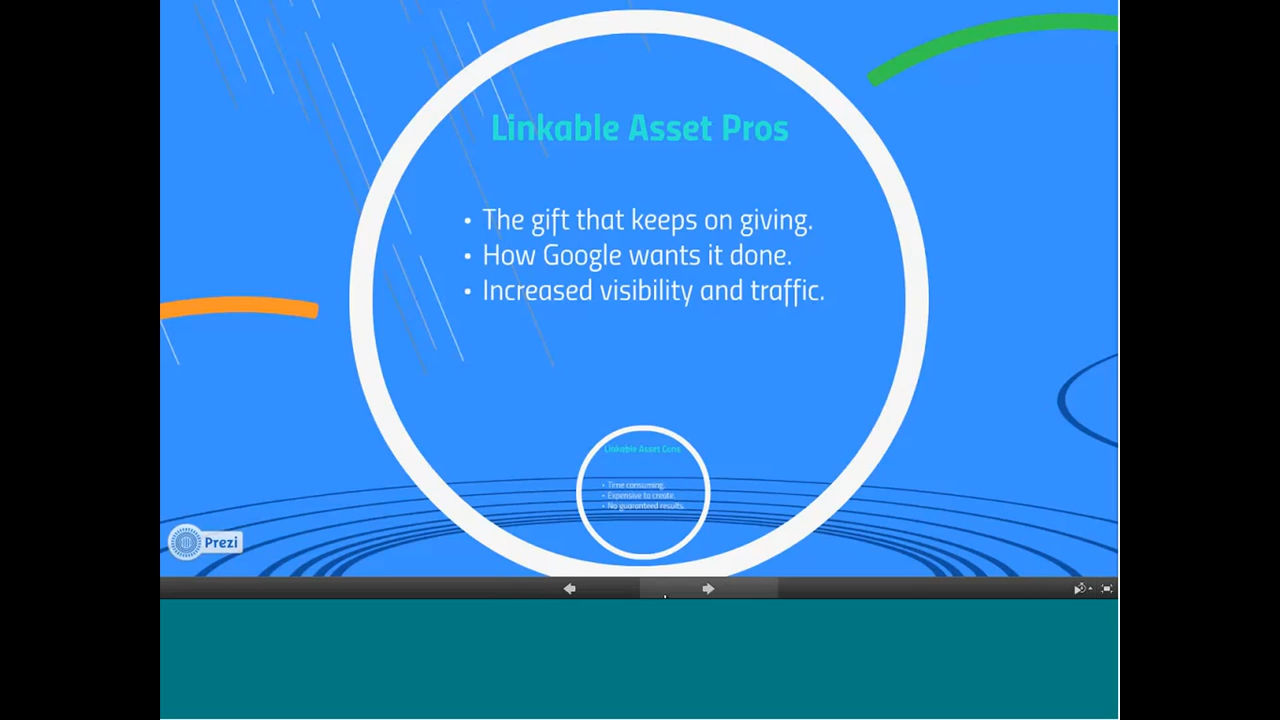 Linkable Asset Pros
• The gift that keeps on giving.
• How Google wants it done.
• Increased visibility and traffic.
Linkable Asset Cons
• Time consuming.
• Expensive to create.
• No guaranteed results.
Prezi